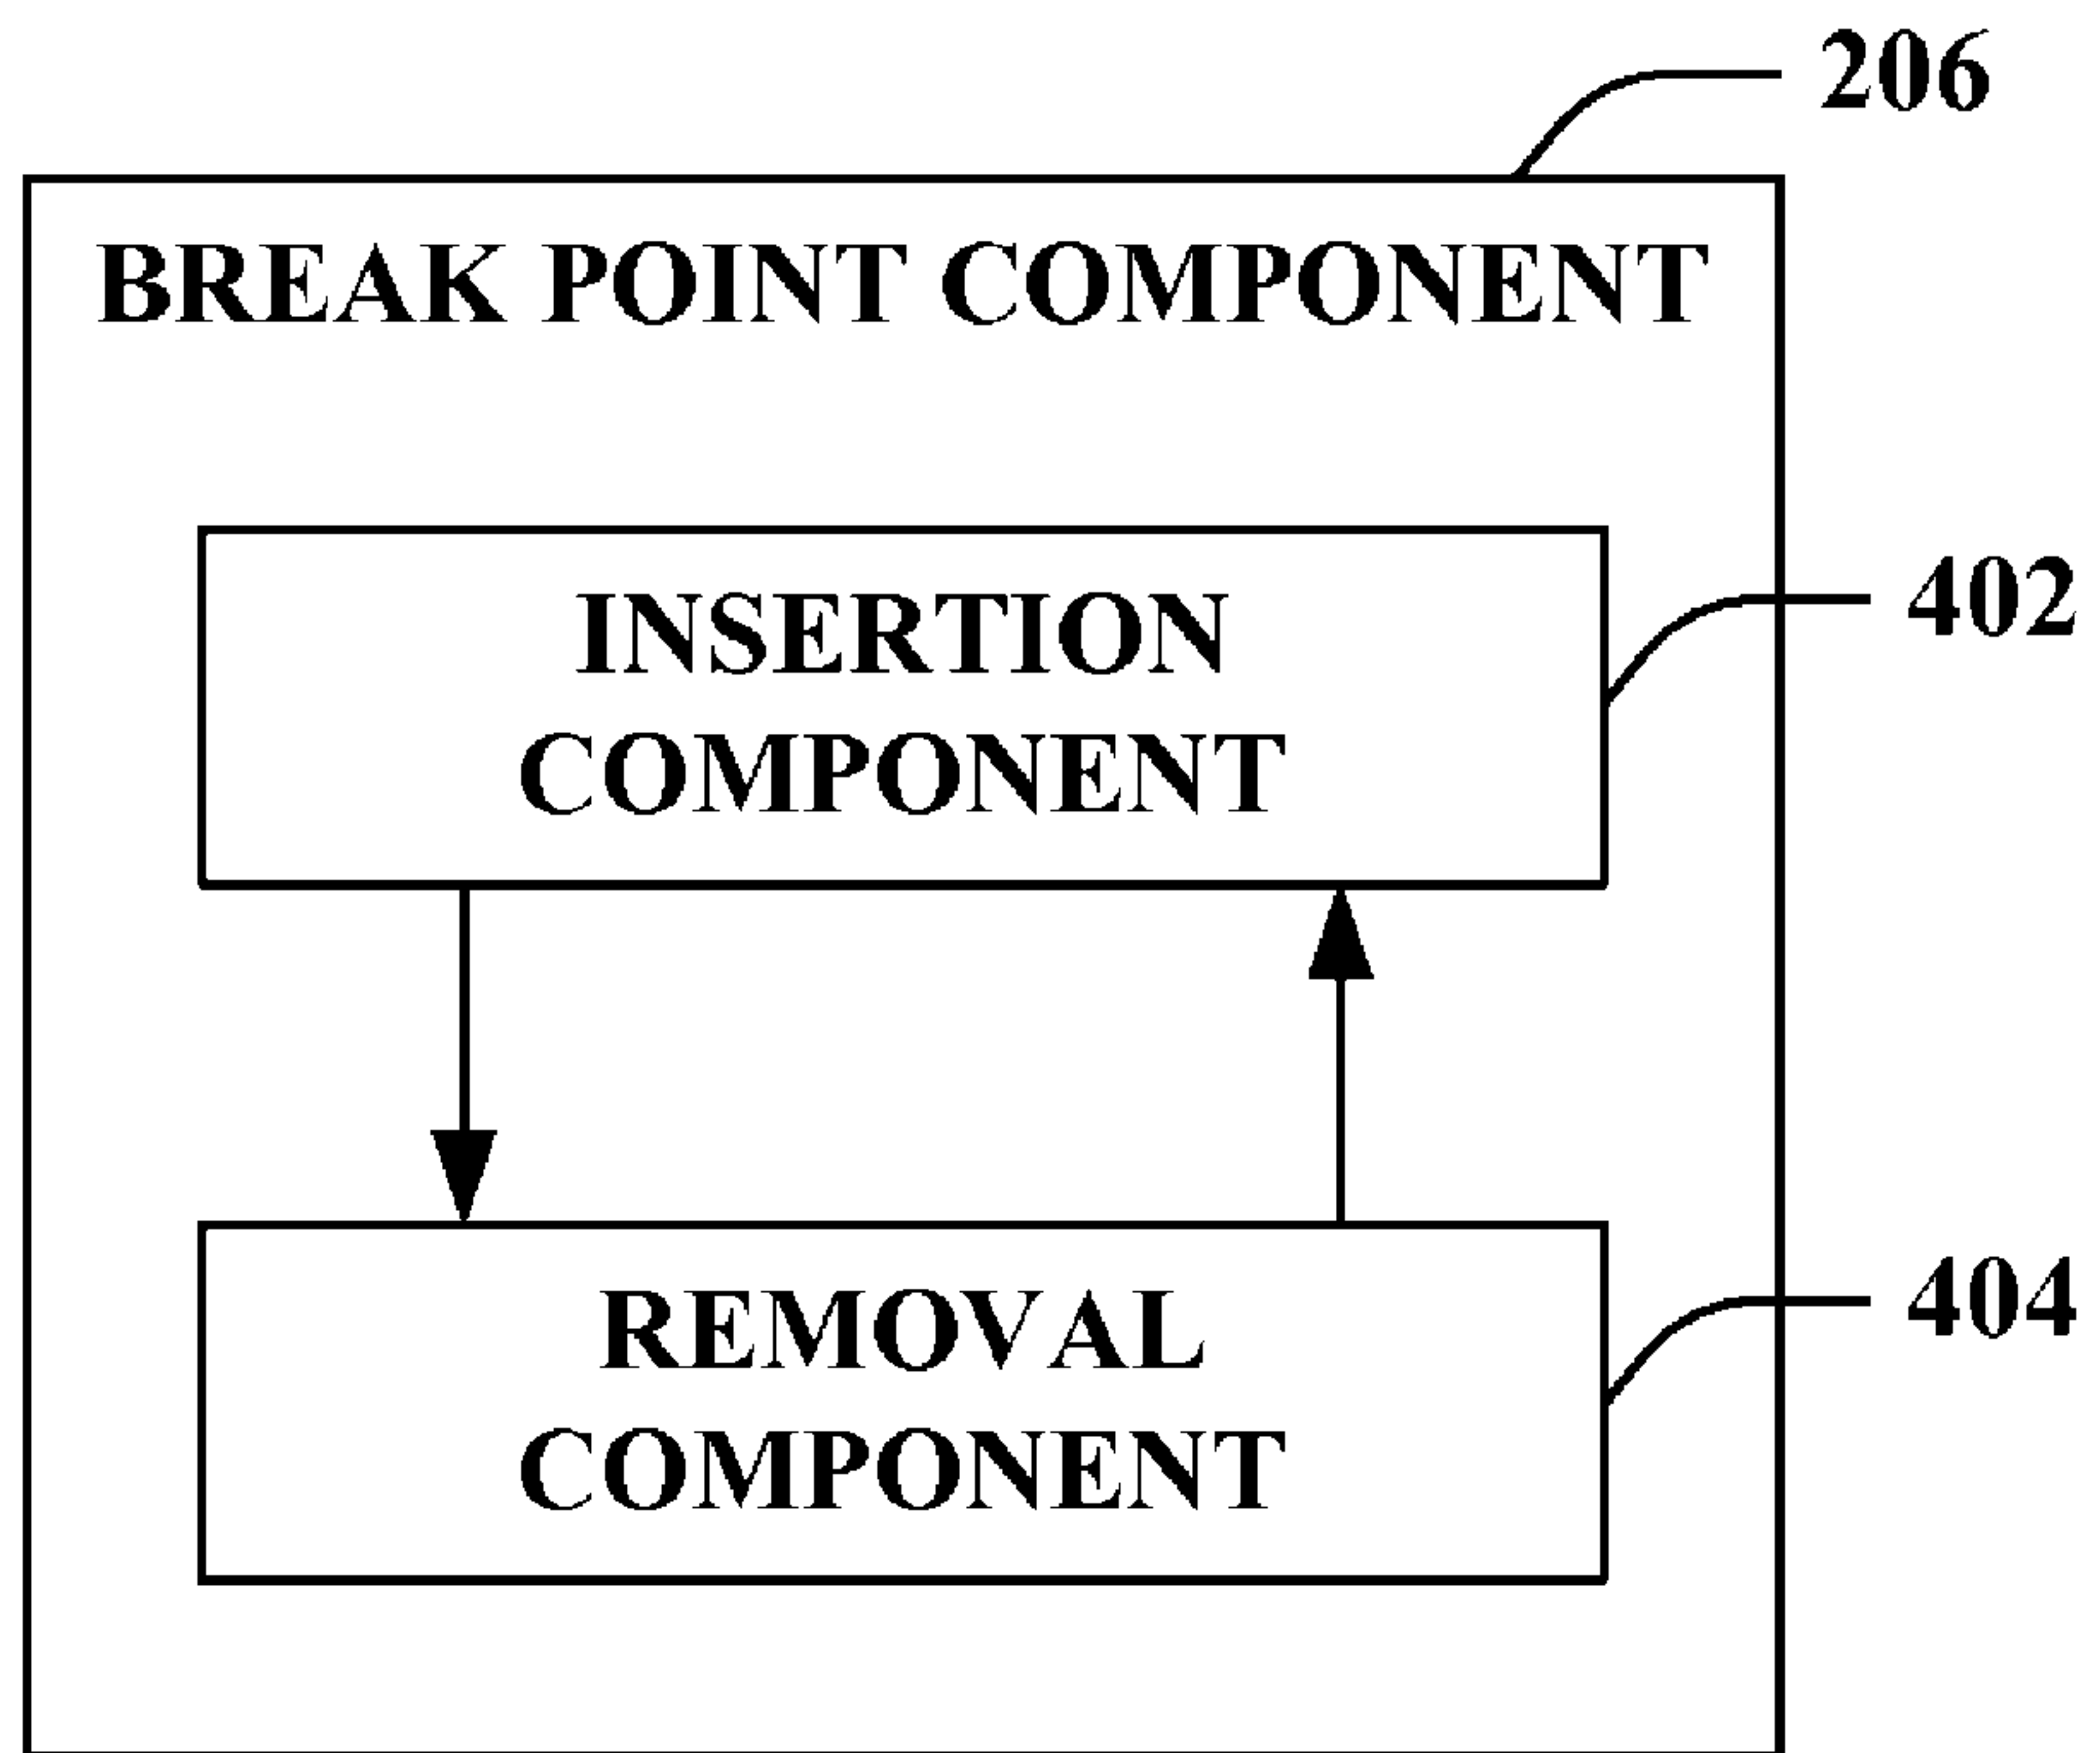 206
BREAK POINT COMPONENT
INSERTION
COMPONENT
402
REMOVAL
COMPONENT
404